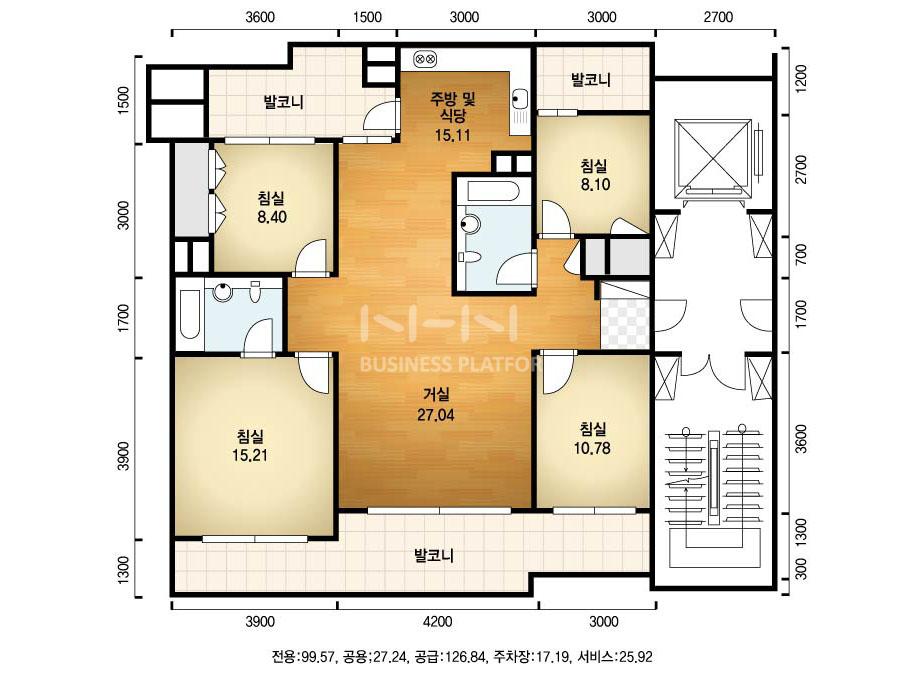 3600 1500 3000 3000 2700
발코니
주방 및
식당
15.11
발코니
침실
8.40
침실
8.10
1500
3000
1700
3900
1300
1200
2700
700
1700
3600
1300
300
NHN
BUSINESS PLATFOR
거실
27.04
침실
15.21
침실
10.78
발코니
3900 4200 3000
전용:99.57, 공용:27.24, 공급:126.84, 주차장:17.19, 서비스:25.92